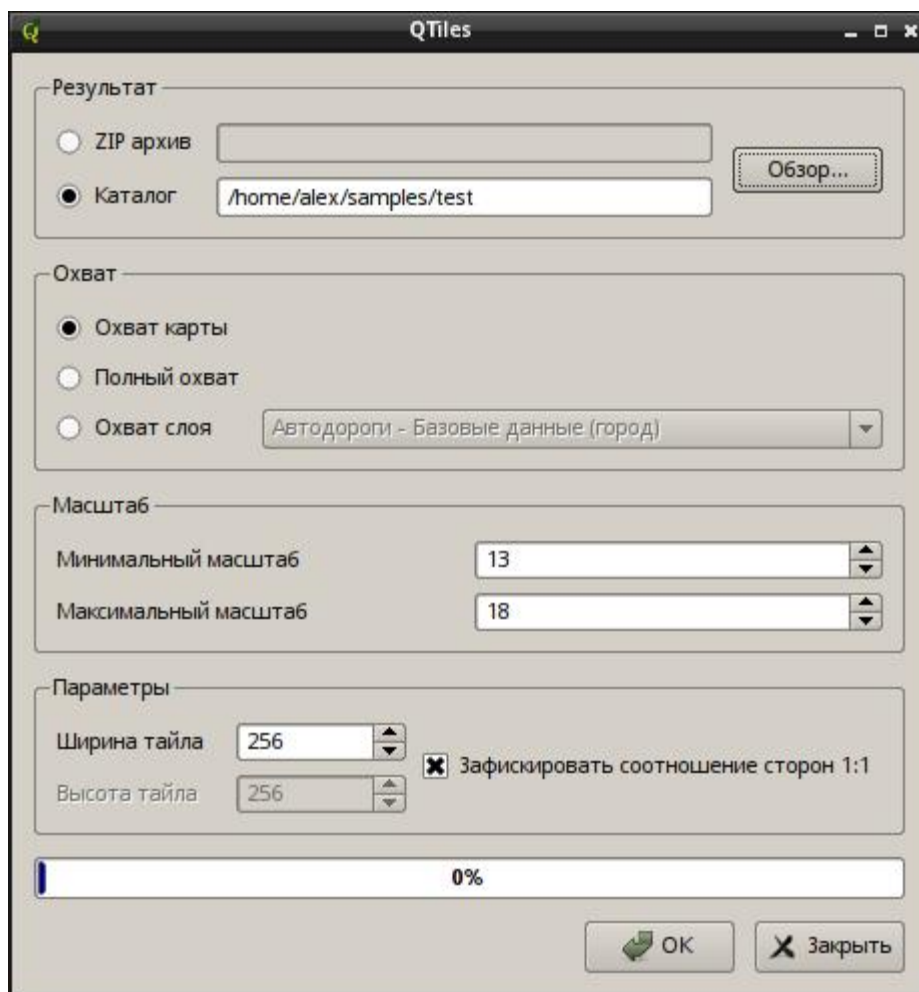 QTiles
Результат
ZIP архив
Обзор...
Каталог
/home/alex/samples/test
Охват
Охват карты
Полный охват
Охват слоя
Автодороги - Базовые данные (город)
Масштаб
Минимальный масштаб
13
Максимальный масштаб
18
Параметры
Ширина тайла
256
Зафискировать соотношение сторон 1:1
Высота тайла
256
0%
ОК
Закрыть